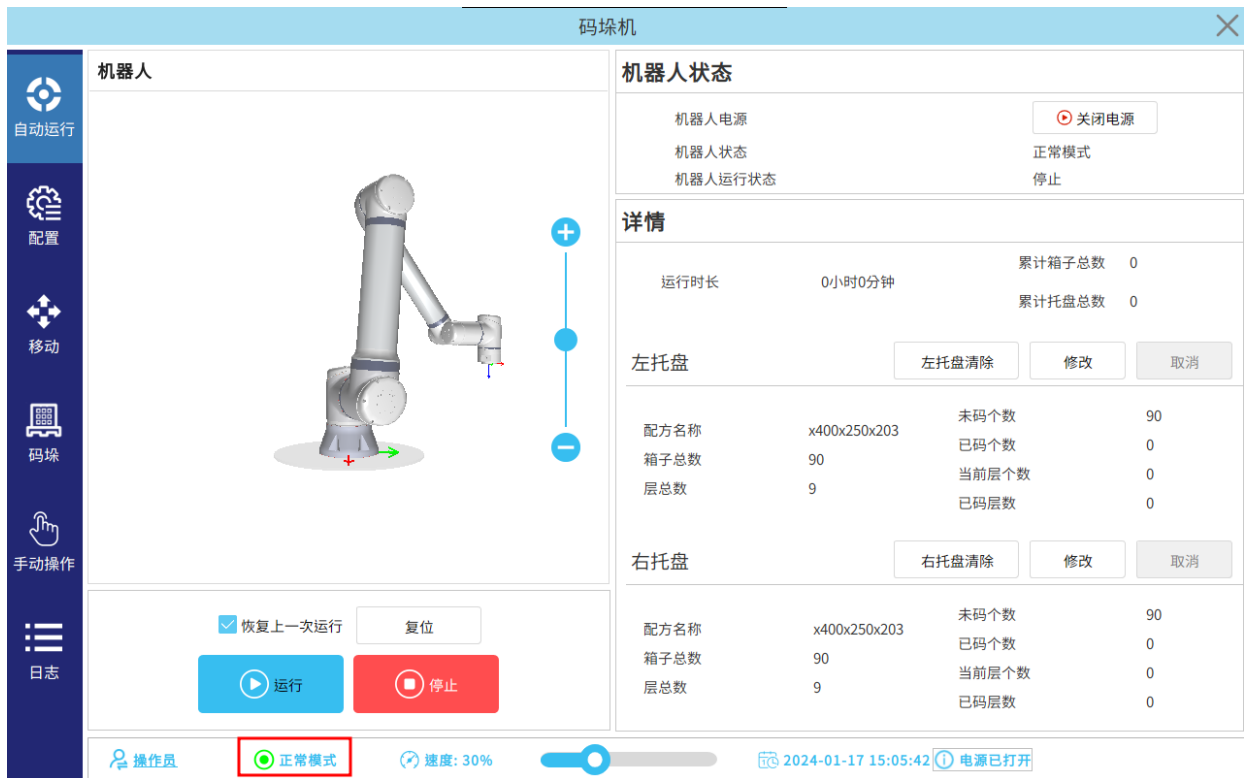 码垛机
自动运行
配置
移动
码垛
手动操作
日志
机器人
恢复上一次运行
复位
运行
停止
机器人状态
机器人电源
关闭电源
机器人状态
正常模式
机器人运行状态
停止
详情
运行时长
0小时0分钟
累计箱子总数 0
累计托盘总数 0
左托盘
左托盘清除
修改
取消
配方名称 x400x250x203
箱子总数 90
层总数 9
未码个数 90
已码个数 0
当前层个数 0
已码层数 0
右托盘
右托盘清除
修改
取消
配方名称 x400x250x203
箱子总数 90
层总数 9
未码个数 90
已码个数 0
当前层个数 0
已码层数 0
操作员
正常模式
速度: 30%
2024-01-17 15:05:42
电源已打开